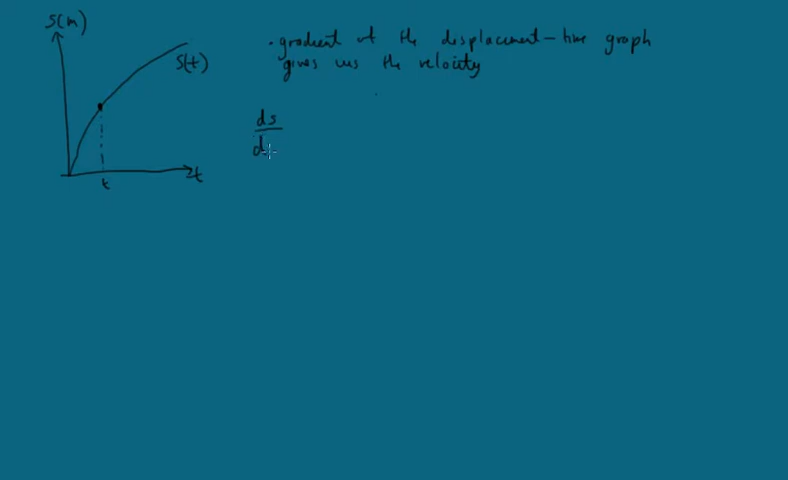 S(m)
S(t)
t
t
· gradient of the displacement - time graph
gives us the velocity
ds
d